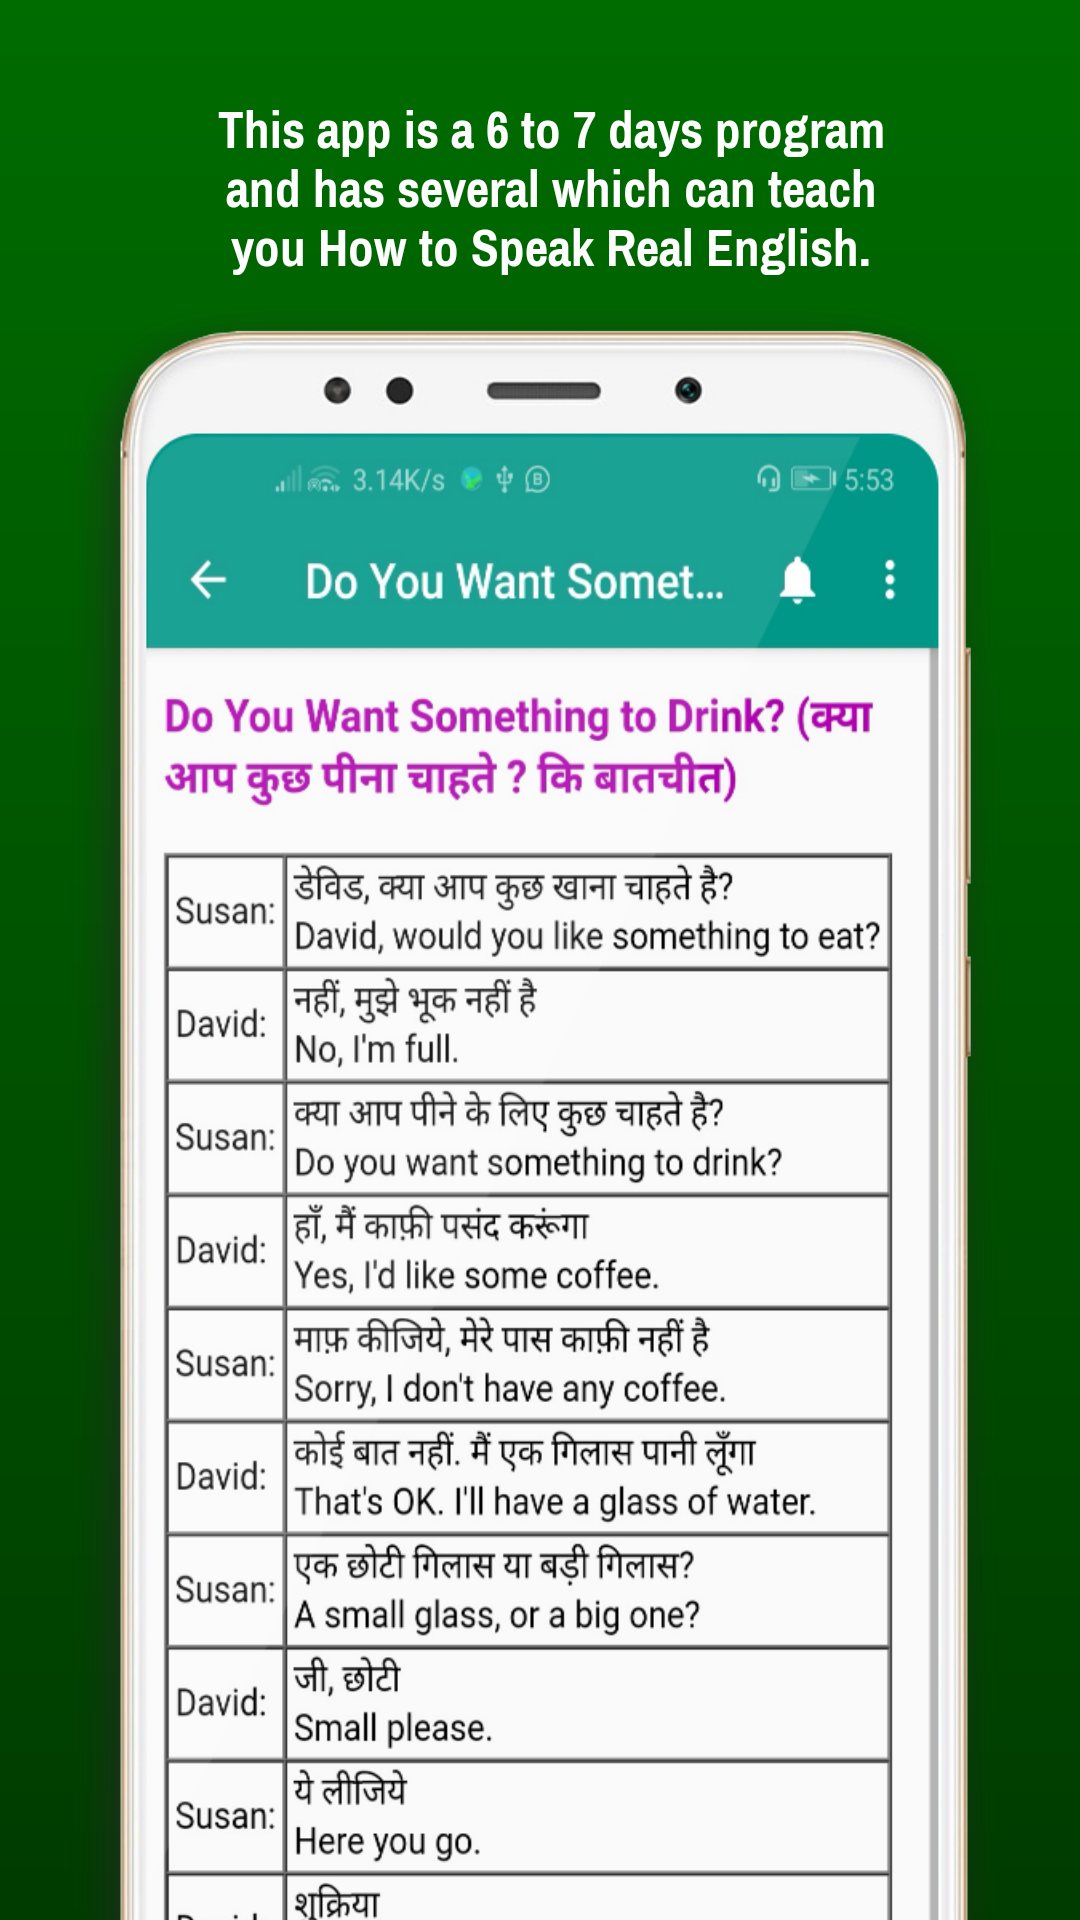 This app is a 6 to 7 days program
and has several which can teach
you How to Speak Real English.
3.14K/s
5:53
Do You Want Somet...
Do You Want Something to Drink? (क्या
आप कुछ पीना चाहते ? कि बातचीत)
Susan:
डेविड, क्या आप कुछ खाना चाहते है?
David, would you like something to eat?
David:
नहीं, मुझे भूक नहीं है
No, I'm full.
Susan:
क्या आप पीने के लिए कुछ चाहते है?
Do you want something to drink?
David:
हाँ, मैं काफ़ी पसंद करूंगा
Yes, I'd like some coffee.
Susan:
माफ़ कीजिये, मेरे पास काफ़ी नहीं है
Sorry, I don't have any coffee.
David:
कोई बात नहीं. मैं एक गिलास पानी लूँगा
That's OK. I'll have a glass of water.
Susan:
एक छोटी गिलास या बड़ी गिलास?
A small glass, or a big one?
David:
जी, छोटी
Small please.
Susan:
ये लीजिये
Here you go.
शुक्रिया